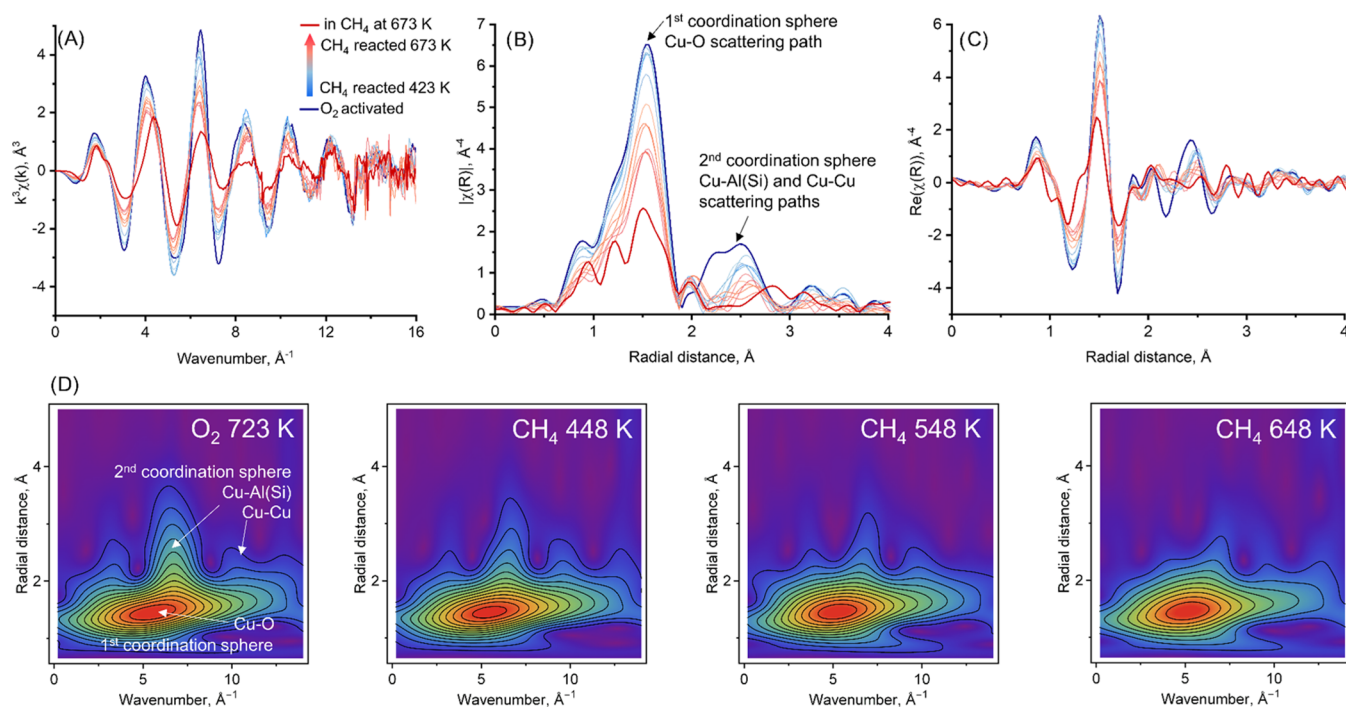 (A)
in CH₄ at 673 K
CH₄ reacted 673 K
CH₄ reacted 423 K
O₂ activated
k³χ(k), Å³
4
2
0
-2
-4
0
4
8
12
16
Wavenumber, Å⁻¹
(B)
1st coordination sphere
Cu-O scattering path
2nd coordination sphere
Cu-Al(Si) and Cu-Cu
scattering paths
|χ(R)|, Å⁻⁴
7
6
5
4
3
2
1
0
0
1
2
3
4
Radial distance, Å
(C)
Re(χ(R)), Å⁻⁴
6
4
2
0
-2
-4
0
1
2
3
4
Radial distance, Å
(D)
O₂ 723 K
2nd coordination sphere
Cu-Al(Si)
Cu-Cu
Cu-O
1st coordination sphere
Radial distance, Å
4
2
0
5
10
Wavenumber, Å⁻¹
CH₄ 448 K
Radial distance, Å
4
2
0
5
10
Wavenumber, Å⁻¹
CH₄ 548 K
Radial distance, Å
4
2
0
5
10
Wavenumber, Å⁻¹
CH₄ 648 K
Radial distance, Å
4
2
0
5
10
Wavenumber, Å⁻¹